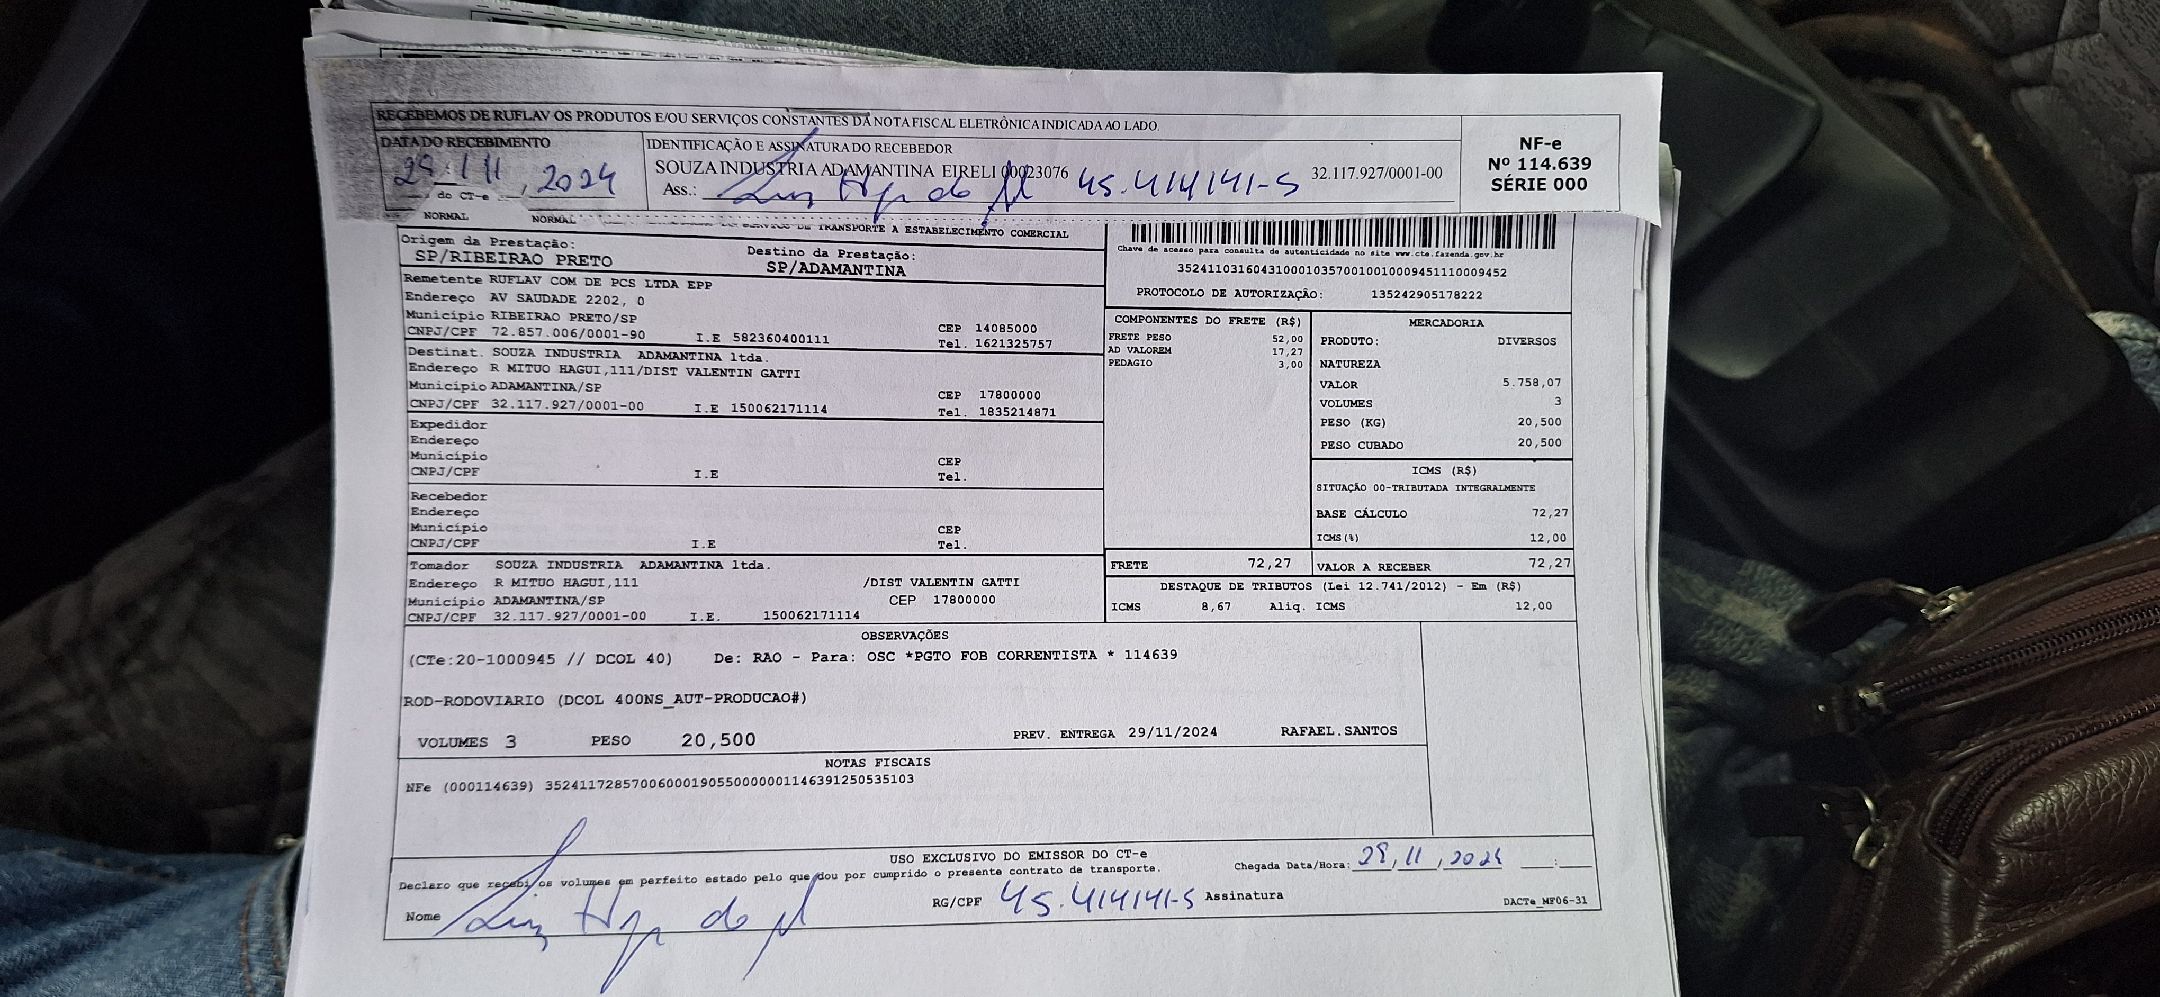 RECEBEMOS DE RUFLAV OS PRODUTOS E/OU SERVIÇOS CONSTANTES DA NOTA FISCAL ELETRÔNICA INDICADA AO LADO.
DATA DO RECEBIMENTO
29/11, 2024
IDENTIFICAÇÃO E ASSINATURA DO RECEBEDOR
SOUZA INDUSTRIA ADAMANTINA EIRELI 00023076 32.117.927/0001-00
Ass.: 45.414141-5
NF-e
Nº 114.639
SÉRIE 000
do CT-e
NORMAL NORMAL
DE TRANSPORTE A ESTABELECIMENTO COMERCIAL
Origem da Prestação:
SP/RIBEIRAO PRETO
Destino da Prestação:
SP/ADAMANTINA
Chave de acesso para consulta de autenticidade no site www.cte.fazenda.gov.br
35241103160431000103570010010009451110009452
PROTOCOLO DE AUTORIZAÇÃO: 135242905178222
Remetente RUFLAV COM DE PCS LTDA EPP
Endereço AV SAUDADE 2202, 0
Município RIBEIRAO PRETO/SP CEP 14085000
CNPJ/CPF 72.857.006/0001-90 I.E 582360400111 Tel. 1621325757
Destinat. SOUZA INDUSTRIA ADAMANTINA ltda.
Endereço R MITUO HAGUI,111/DIST VALENTIN GATTI
Município ADAMANTINA/SP CEP 17800000
CNPJ/CPF 32.117.927/0001-00 I.E 150062171114 Tel. 1835214871
Expedidor
Endereço
Município CEP
CNPJ/CPF I.E Tel.
Recebedor
Endereço
Município CEP
CNPJ/CPF I.E Tel.
Tomador SOUZA INDUSTRIA ADAMANTINA ltda.
Endereço R MITUO HAGUI,111 /DIST VALENTIN GATTI
Município ADAMANTINA/SP CEP 17800000
CNPJ/CPF 32.117.927/0001-00 I.E. 150062171114
COMPONENTES DO FRETE (R$)
FRETE PESO 52,00
AD VALOREM 17,27
PEDAGIO 3,00
MERCADORIA
PRODUTO: DIVERSOS
NATUREZA
VALOR 5.758,07
VOLUMES 3
PESO (KG) 20,500
PESO CUBADO 20,500
ICMS (R$)
SITUAÇÃO 00-TRIBUTADA INTEGRALMENTE
BASE CÁLCULO 72,27
ICMS(%) 12,00
FRETE 72,27 VALOR A RECEBER 72,27
DESTAQUE DE TRIBUTOS (Lei 12.741/2012) - Em (R$)
ICMS 8,67 Aliq. ICMS 12,00
OBSERVAÇÕES
(CTe:20-1000945 // DCOL 40) De: RAO - Para: OSC *PGTO FOB CORRENTISTA * 114639
ROD-RODOVIARIO (DCOL 400NS_AUT-PRODUCAO#)
VOLUMES 3 PESO 20,500 PREV. ENTREGA 29/11/2024 RAFAEL.SANTOS
NOTAS FISCAIS
NFe (000114639) 35241172857006000190550000001146391250535103
USO EXCLUSIVO DO EMISSOR DO CT-e
Chegada Data/Hora: 29, 11, 2024 __:__
Declaro que recebi os volumes em perfeito estado pelo que dou por cumprido o presente contrato de transporte.
Nome RG/CPF 45.414141-5 Assinatura
DACTe_MF06-31